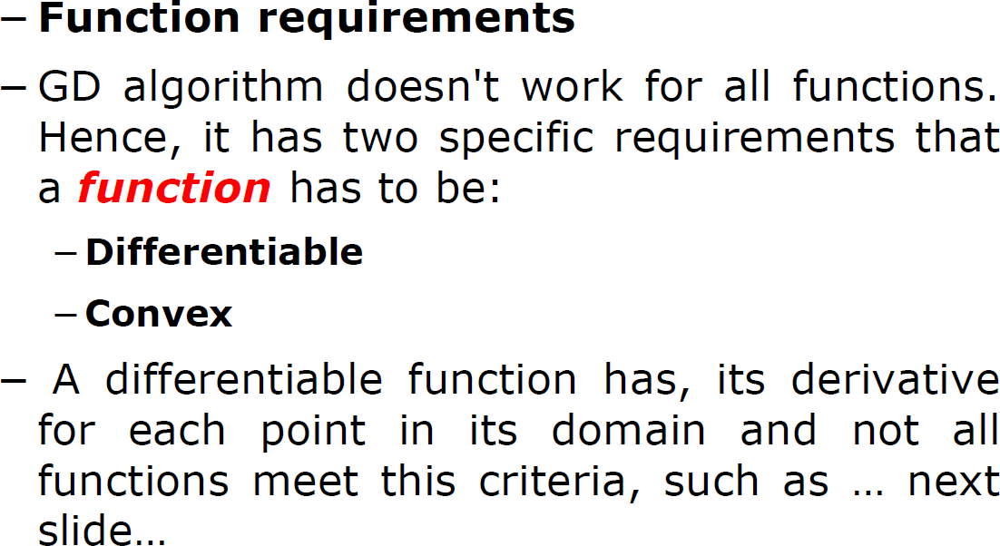 – Function requirements
– GD algorithm doesn't work for all functions.
Hence, it has two specific requirements that
a function has to be:
– Differentiable
– Convex
– A differentiable function has, its derivative
for each point in its domain and not all
functions meet this criteria, such as … next
slide…